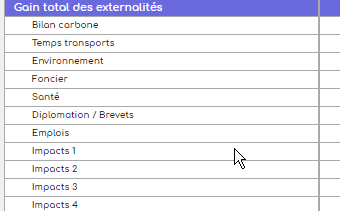 Gain total des externalités
Bilan carbone
Temps transports
Environnement
Foncier
Santé
Diplomation / Brevets
Emplois
Impacts 1
Impacts 2
Impacts 3
Impacts 4